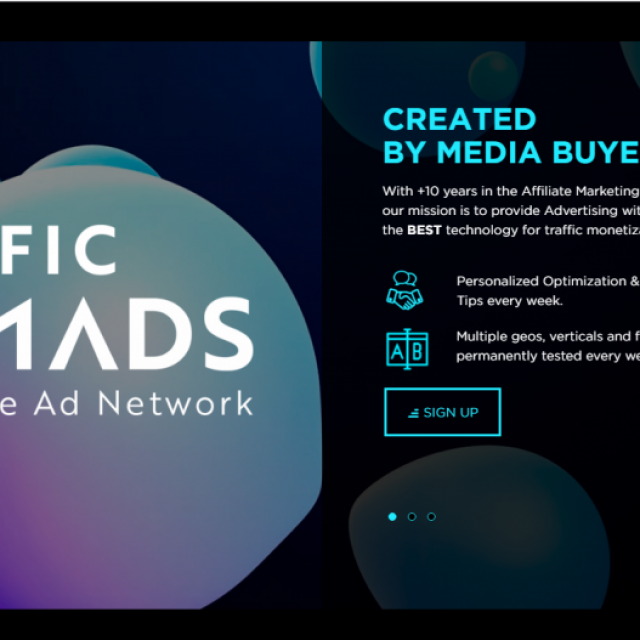 FIC
MADS
e Ad Network
CREATED
BY MEDIA BUYE
With +10 years in the Affiliate Marketing
our mission is to provide Advertising wit
the BEST technology for traffic monetiza
Personalized Optimization &
Tips every week.
A B
Multiple geos, verticals and f
permanently tested every we
SIGN UP